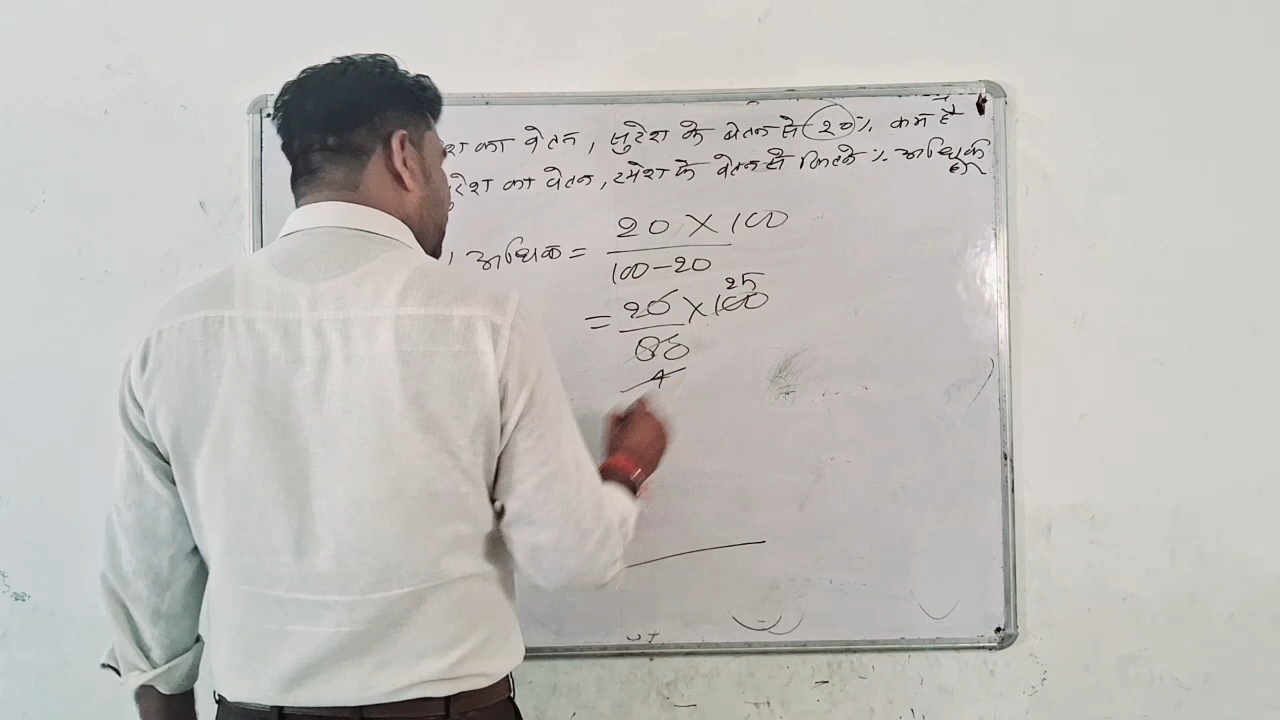 का वेतन, सुरेश के वेतन से 20% कम है
का वेतन, रमेश के वेतन से कितने % अधिक है
% अधिक = 20 × 100
100 - 20
25
= 20 × 100
80
4